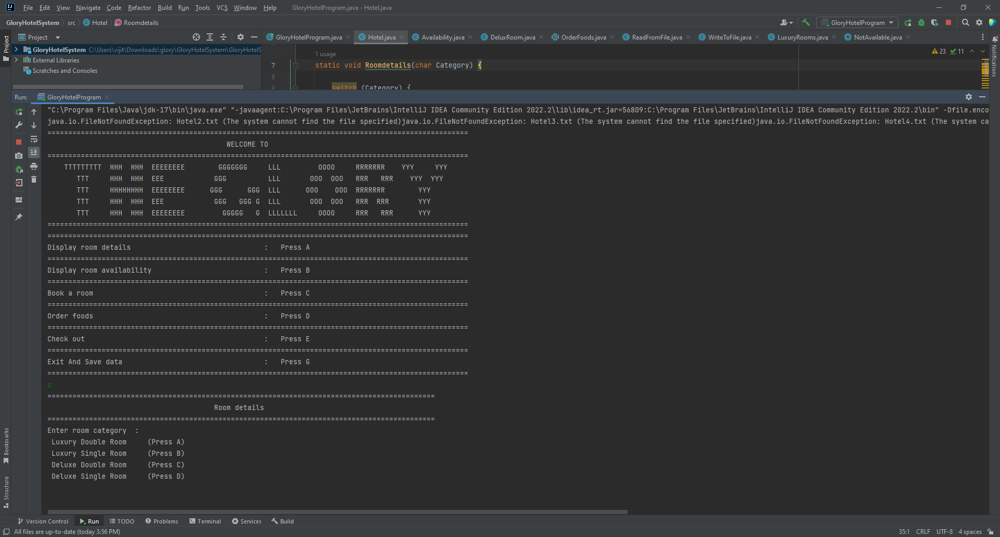 File Edit View Navigate Code Refactor Build Run Tools VCS Window Help GloryHotelProgram.java - Hotel.java
GloryHotelSystem src Hotel Roomdetails GloryHotelProgram
Project
GloryHotelProgram.java Hotel.java Availability.java DeluxRoom.java OrderFoods.java ReadFromFile.java WriteToFile.java LuxuryRooms.java NotAvailable.java
Project
Notifications
GloryHotelSystem C:\Users\vijit\Downloads\glory\GloryHotelSystem\GloryHotelS
External Libraries
Scratches and Consoles
1 usage
23 11
7 static void Roomdetails(char Category) {
8
9 switch (Category) {
Run: GloryHotelProgram
"C:\Program Files\Java\jdk-17\bin\java.exe" "-javaagent:C:\Program Files\JetBrains\IntelliJ IDEA Community Edition 2022.2\lib\idea_rt.jar=56809:C:\Program Files\JetBrains\IntelliJ IDEA Community Edition 2022.2\bin" -Dfile.enco
java.io.FileNotFoundException: Hotel2.txt (The system cannot find the file specified)java.io.FileNotFoundException: Hotel3.txt (The system cannot find the file specified)java.io.FileNotFoundException: Hotel4.txt (The system ca
=====================================================================================================
WELCOME TO
=====================================================================================================
    TTTTTTTTT  HHH  HHH  EEEEEEEE        GGGGGGG     LLL         OOOO     RRRRRRR    YYY     YYY
       TTT     HHH  HHH  EEE            GGG          LLL       OOO  OOO   RRR   RRR    YYY  YYY
       TTT     HHHHHHHH  EEEEEEEE      GGG      GGG  LLL      OOO    OOO  RRRRRRR        YYY
       TTT     HHH  HHH  EEE            GGG   GGG G  LLL       OOO  OOO   RRR  RRR       YYY
       TTT     HHH  HHH  EEEEEEEE         GGGGG   G  LLLLLLL     OOOO     RRR   RRR      YYY
=====================================================================================================
=====================================================================================================
Display room details : Press A
=====================================================================================================
Display room availability : Press B
=====================================================================================================
Book a room : Press C
=====================================================================================================
Order foods : Press D
=====================================================================================================
Check out : Press E
=====================================================================================================
Exit And Save data : Press G
=====================================================================================================
a
=============================================================================================
Room details
=============================================================================================
Enter room category  :
Luxury Double Room (Press A)
Luxury Single Room (Press B)
Deluxe Double Room (Press C)
Deluxe Single Room (Press D)
Bookmarks
Structure
Version Control Run TODO Problems Terminal Services Build
All files are up-to-date (today 3:56 PM) 35:1 CRLF UTF-8 4 spaces